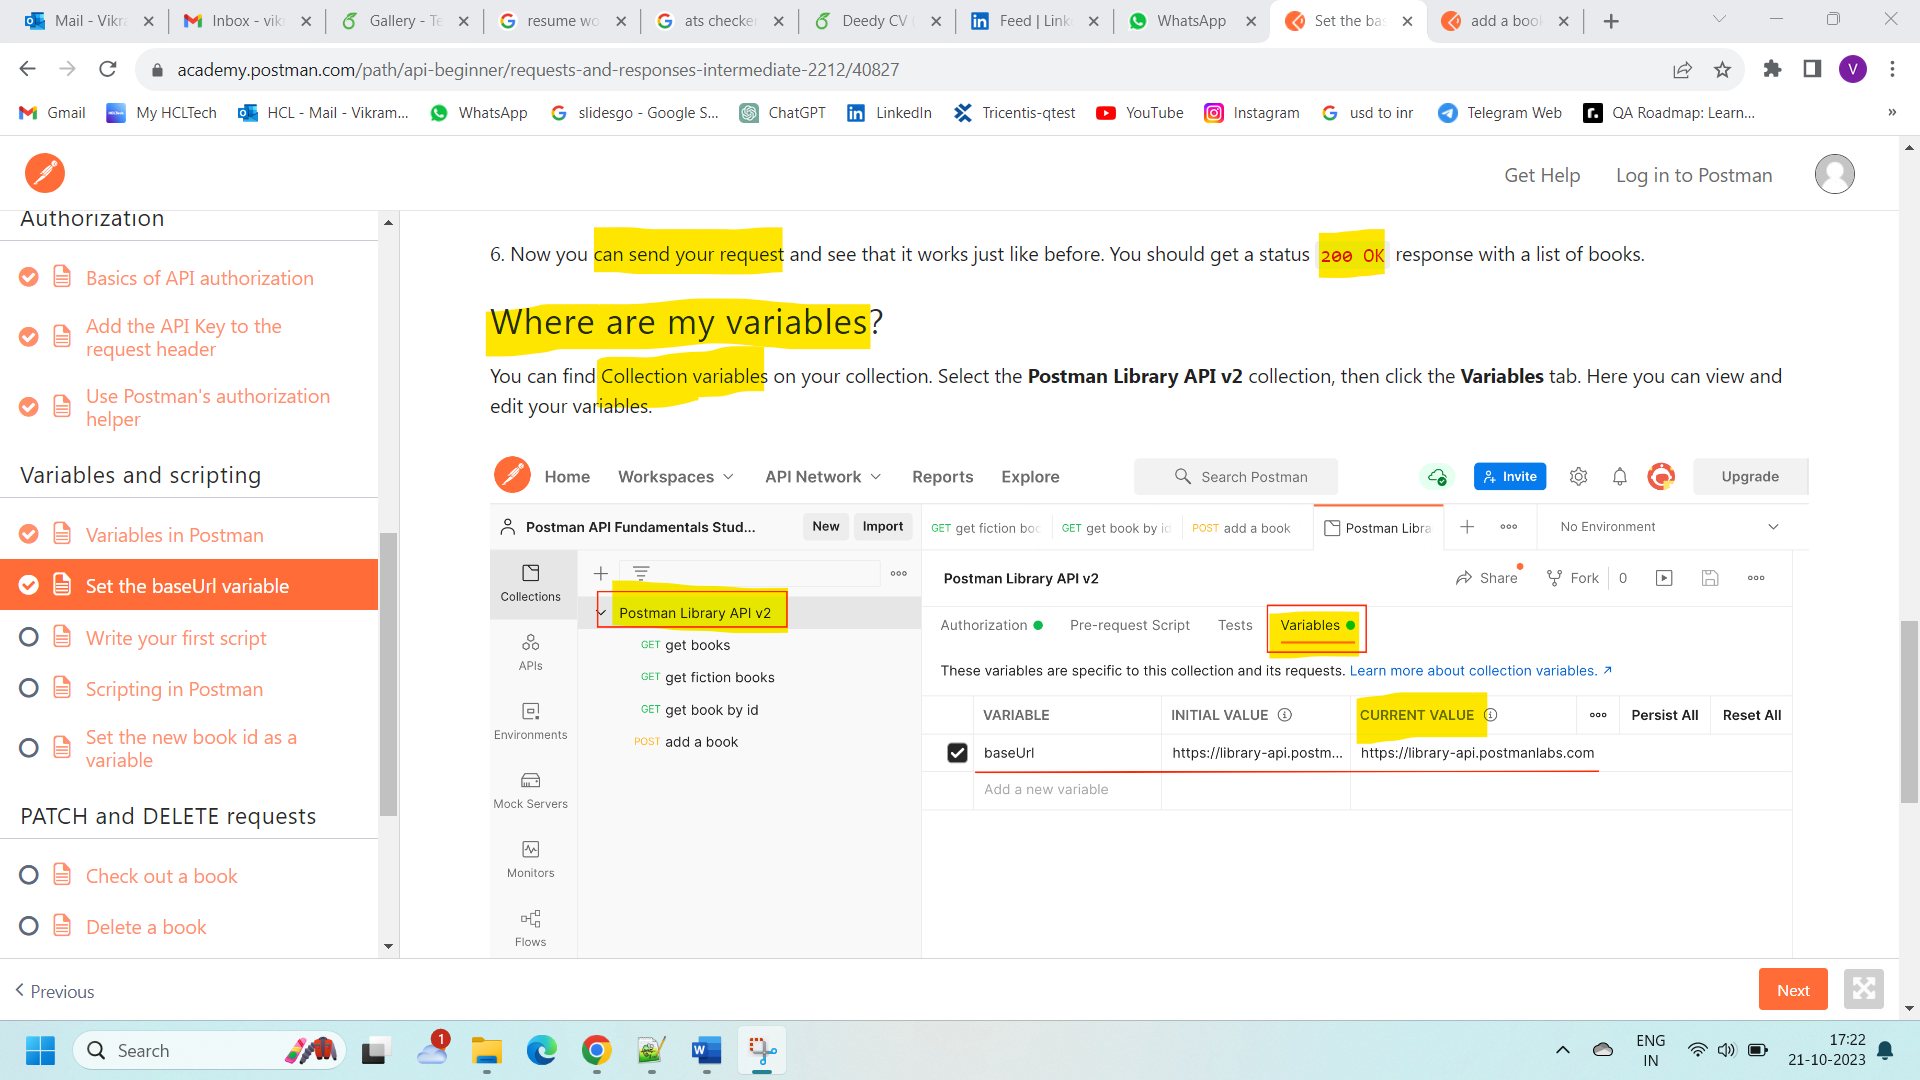 Mail - Vikra
Inbox - vik
Gallery - Te
resume wo
ats checke
Deedy CV
Feed | Link
WhatsApp
Set the bas
add a book
academy.postman.com/path/api-beginner/requests-and-responses-intermediate-2212/40827
V
Gmail
My HCLTech
HCL - Mail - Vikram...
WhatsApp
slidesgo - Google S...
ChatGPT
LinkedIn
Tricentis-qtest
YouTube
Instagram
usd to inr
Telegram Web
QA Roadmap: Learn...
»
Get Help
Log in to Postman
Authorization
Basics of API authorization
Add the API Key to the
request header
Use Postman's authorization
helper
Variables and scripting
Variables in Postman
Set the baseUrl variable
Write your first script
Scripting in Postman
Set the new book id as a
variable
PATCH and DELETE requests
Check out a book
Delete a book
6. Now you can send your request and see that it works just like before. You should get a status 200 OK response with a list of books.
Where are my variables?
You can find Collection variables on your collection. Select the Postman Library API v2 collection, then click the Variables tab. Here you can view and
edit your variables.
Home
Workspaces
API Network
Reports
Explore
Search Postman
Invite
Upgrade
Postman API Fundamentals Stud...
New
Import
GET get fiction boo
GET get book by id
POST add a book
Postman Libra
No Environment
Collections
APIs
Environments
Mock Servers
Monitors
Flows
Postman Library API v2
GET get books
GET get fiction books
GET get book by id
POST add a book
Postman Library API v2
Share
Fork
0
Authorization
Pre-request Script
Tests
Variables
These variables are specific to this collection and its requests. Learn more about collection variables. ↗
VARIABLE
INITIAL VALUE
CURRENT VALUE
Persist All
Reset All
baseUrl
https://library-api.postm...
https://library-api.postmanlabs.com
Add a new variable
Previous
Next
Search
1
ENG
IN
17:22
21-10-2023